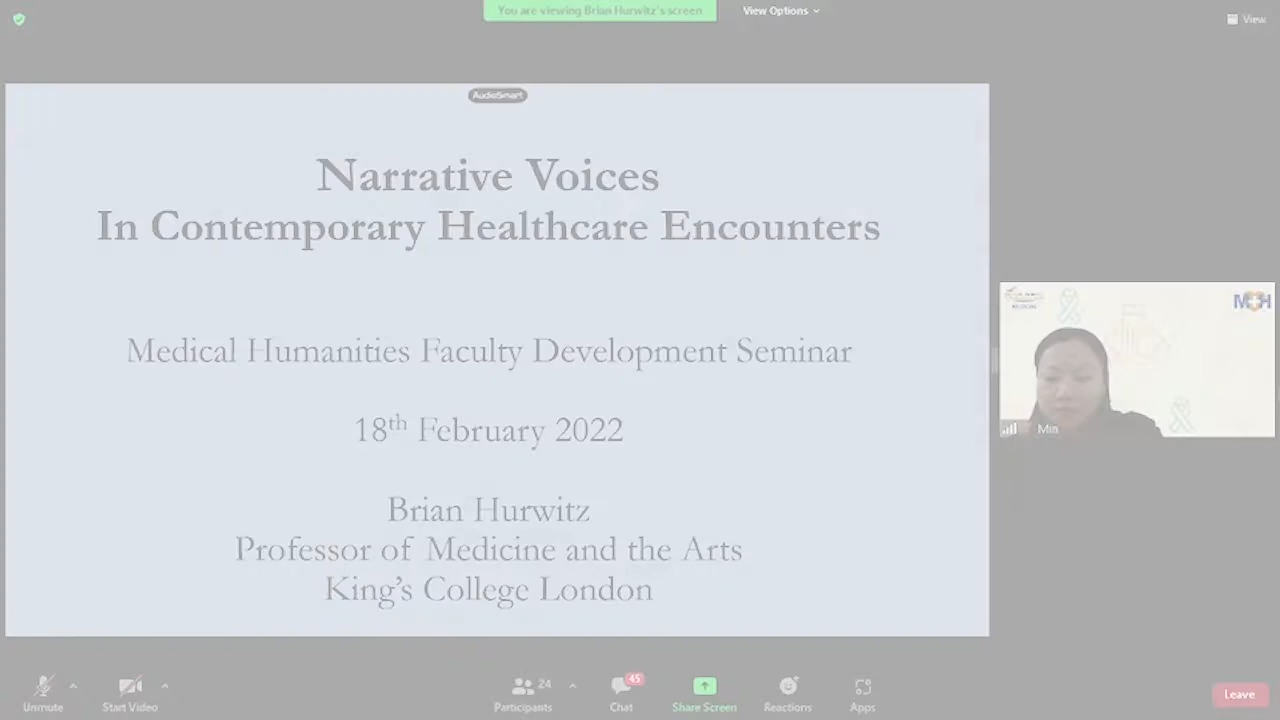 You are viewing Brian Hurwitz's screen
View Options
View
AudioSmart
Narrative Voices
In Contemporary Healthcare Encounters
Medical Humanities Faculty Development Seminar
18th February 2022
Brian Hurwitz
Professor of Medicine and the Arts
King's College London
MEDICINE
M+H
Min
Unmute
Start Video
24
Participants
45
Chat
Share Screen
Reactions
Apps
Leave